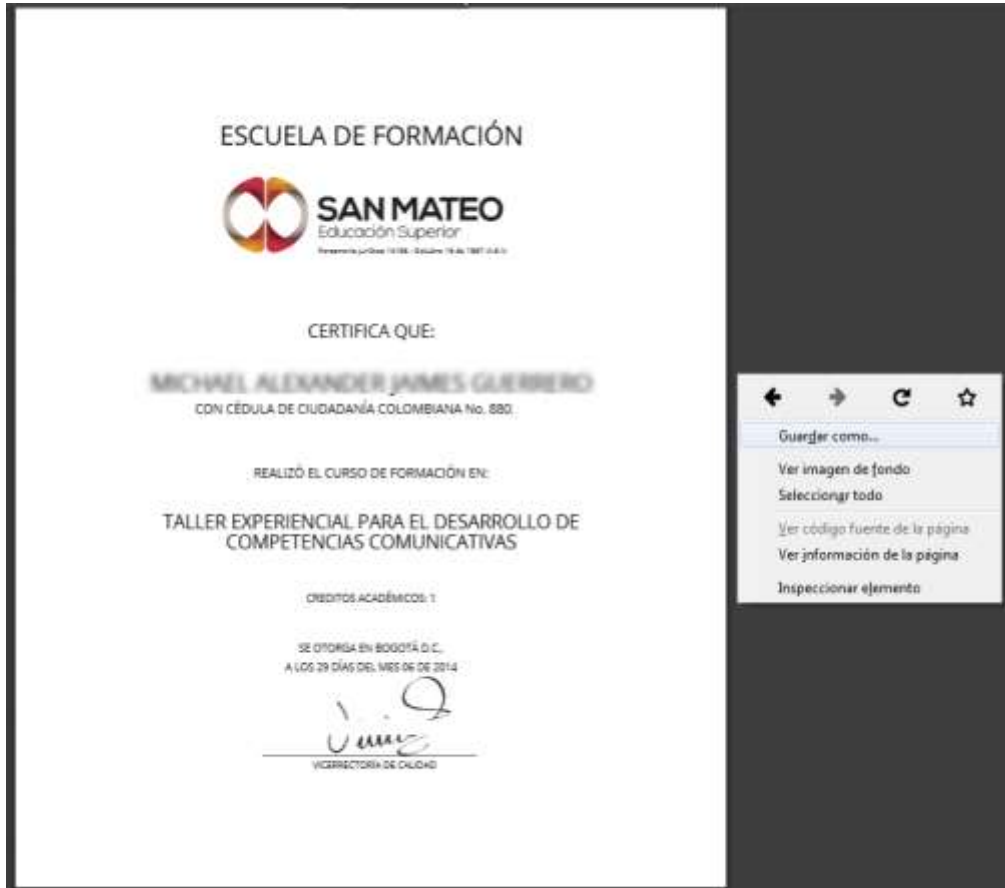 ESCUELA DE FORMACIÓN
SAN MATEO
Educación Superior
CERTIFICA QUE:
CON CÉDULA DE CIUDADANÍA COLOMBIANA No. 880.
REALIZÓ EL CURSO DE FORMACIÓN EN:
TALLER EXPERIENCIAL PARA EL DESARROLLO DE
COMPETENCIAS COMUNICATIVAS
CREDITOS ACADÉMICOS: 1
SE OTORGA EN BOGOTÁ D.C.,
A LOS 29 DÍAS DEL MES 06 DE 2014
VICERRECTORÍA DE CALIDAD
Guardar como...
Ver imagen de fondo
Seleccionar todo
Ver código fuente de la página
Ver información de la página
Inspeccionar elemento